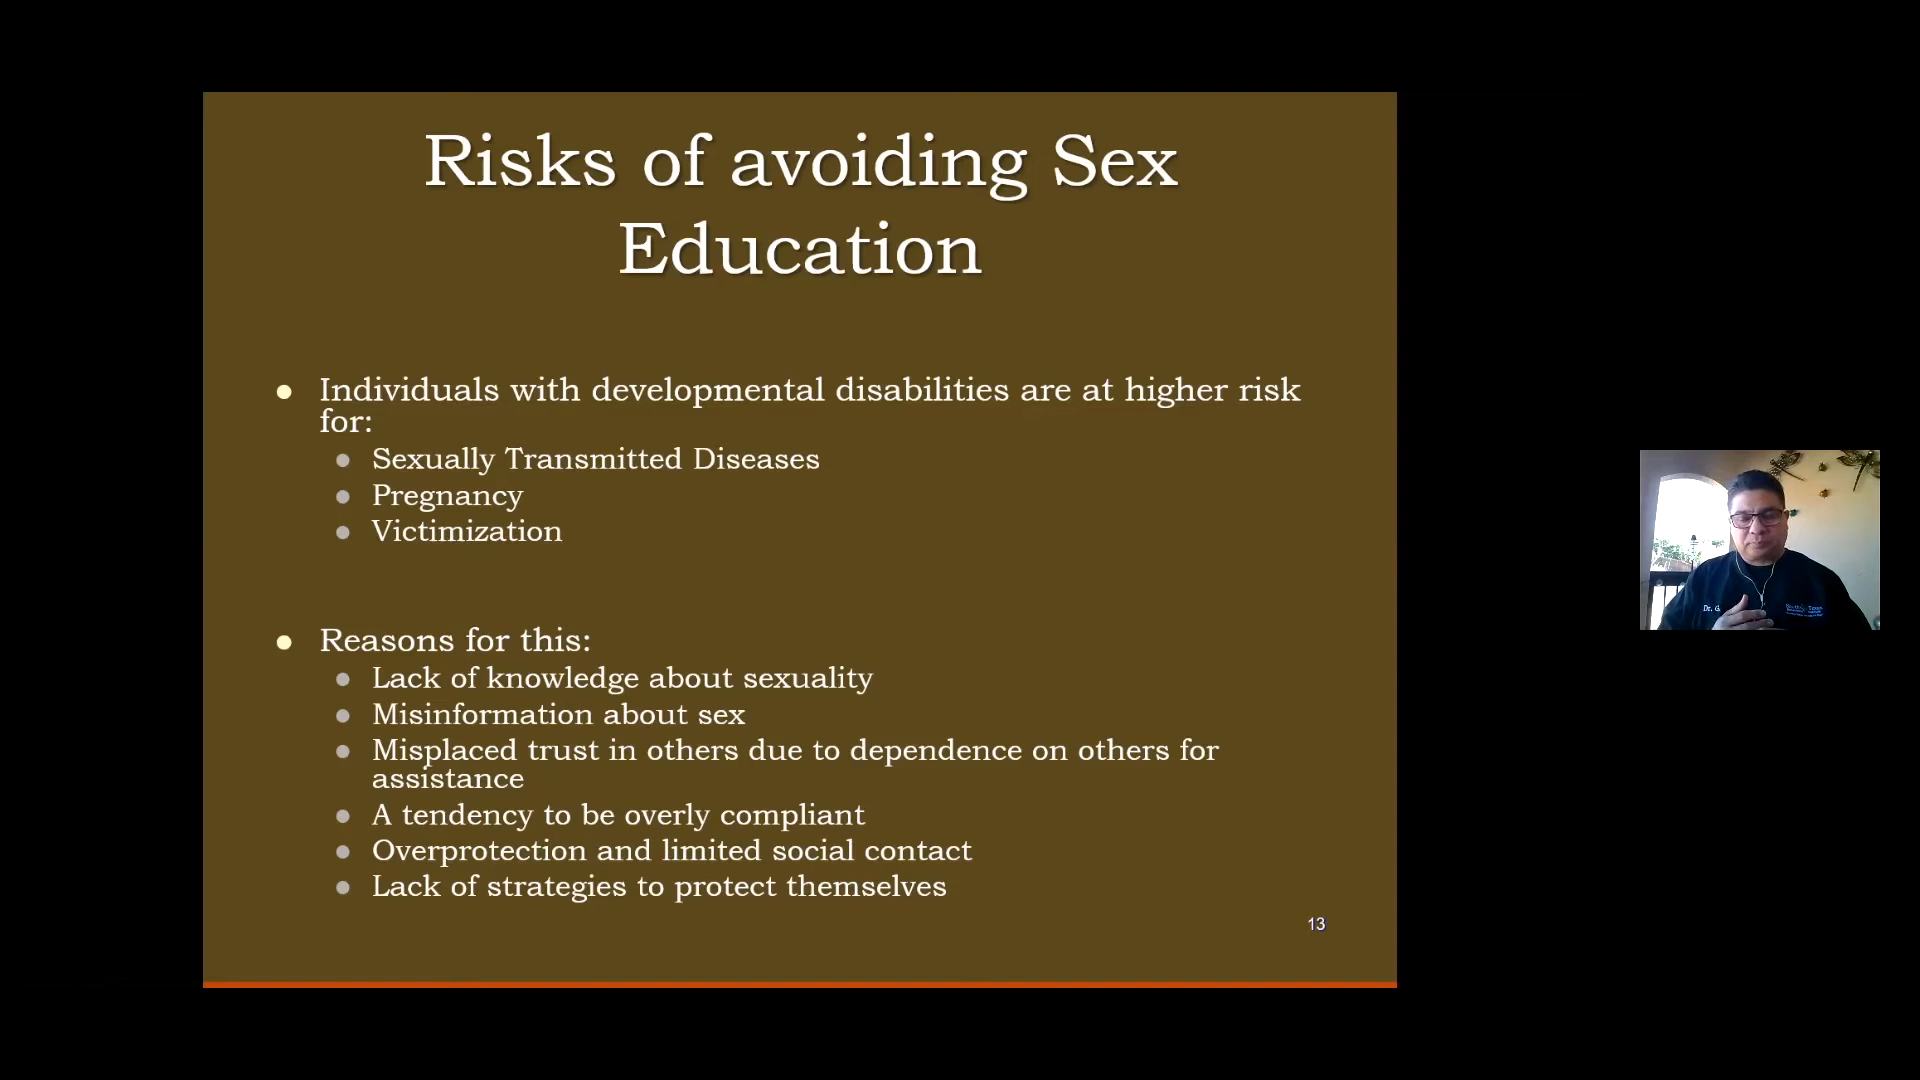 Risks of avoiding Sex
Education
Individuals with developmental disabilities are at higher risk
for:
Sexually Transmitted Diseases
Pregnancy
Victimization
Reasons for this:
Lack of knowledge about sexuality
Misinformation about sex
Misplaced trust in others due to dependence on others for
assistance
A tendency to be overly compliant
Overprotection and limited social contact
Lack of strategies to protect themselves
13
Dr. G
Texas